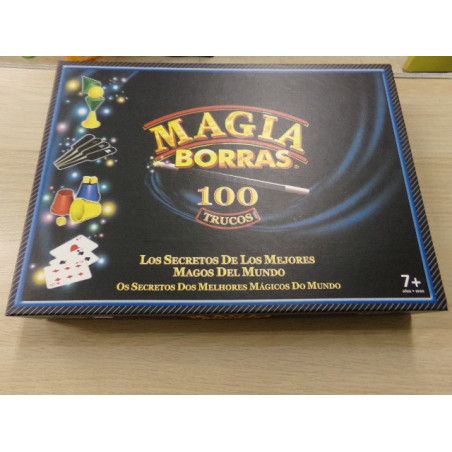 MAGIA
BORRAS®
100
TRUCOS
LOS SECRETOS DE LOS MEJORES
MAGOS DEL MUNDO
OS SECRETOS DOS MELHORES MÁGICOS DO MUNDO
7+